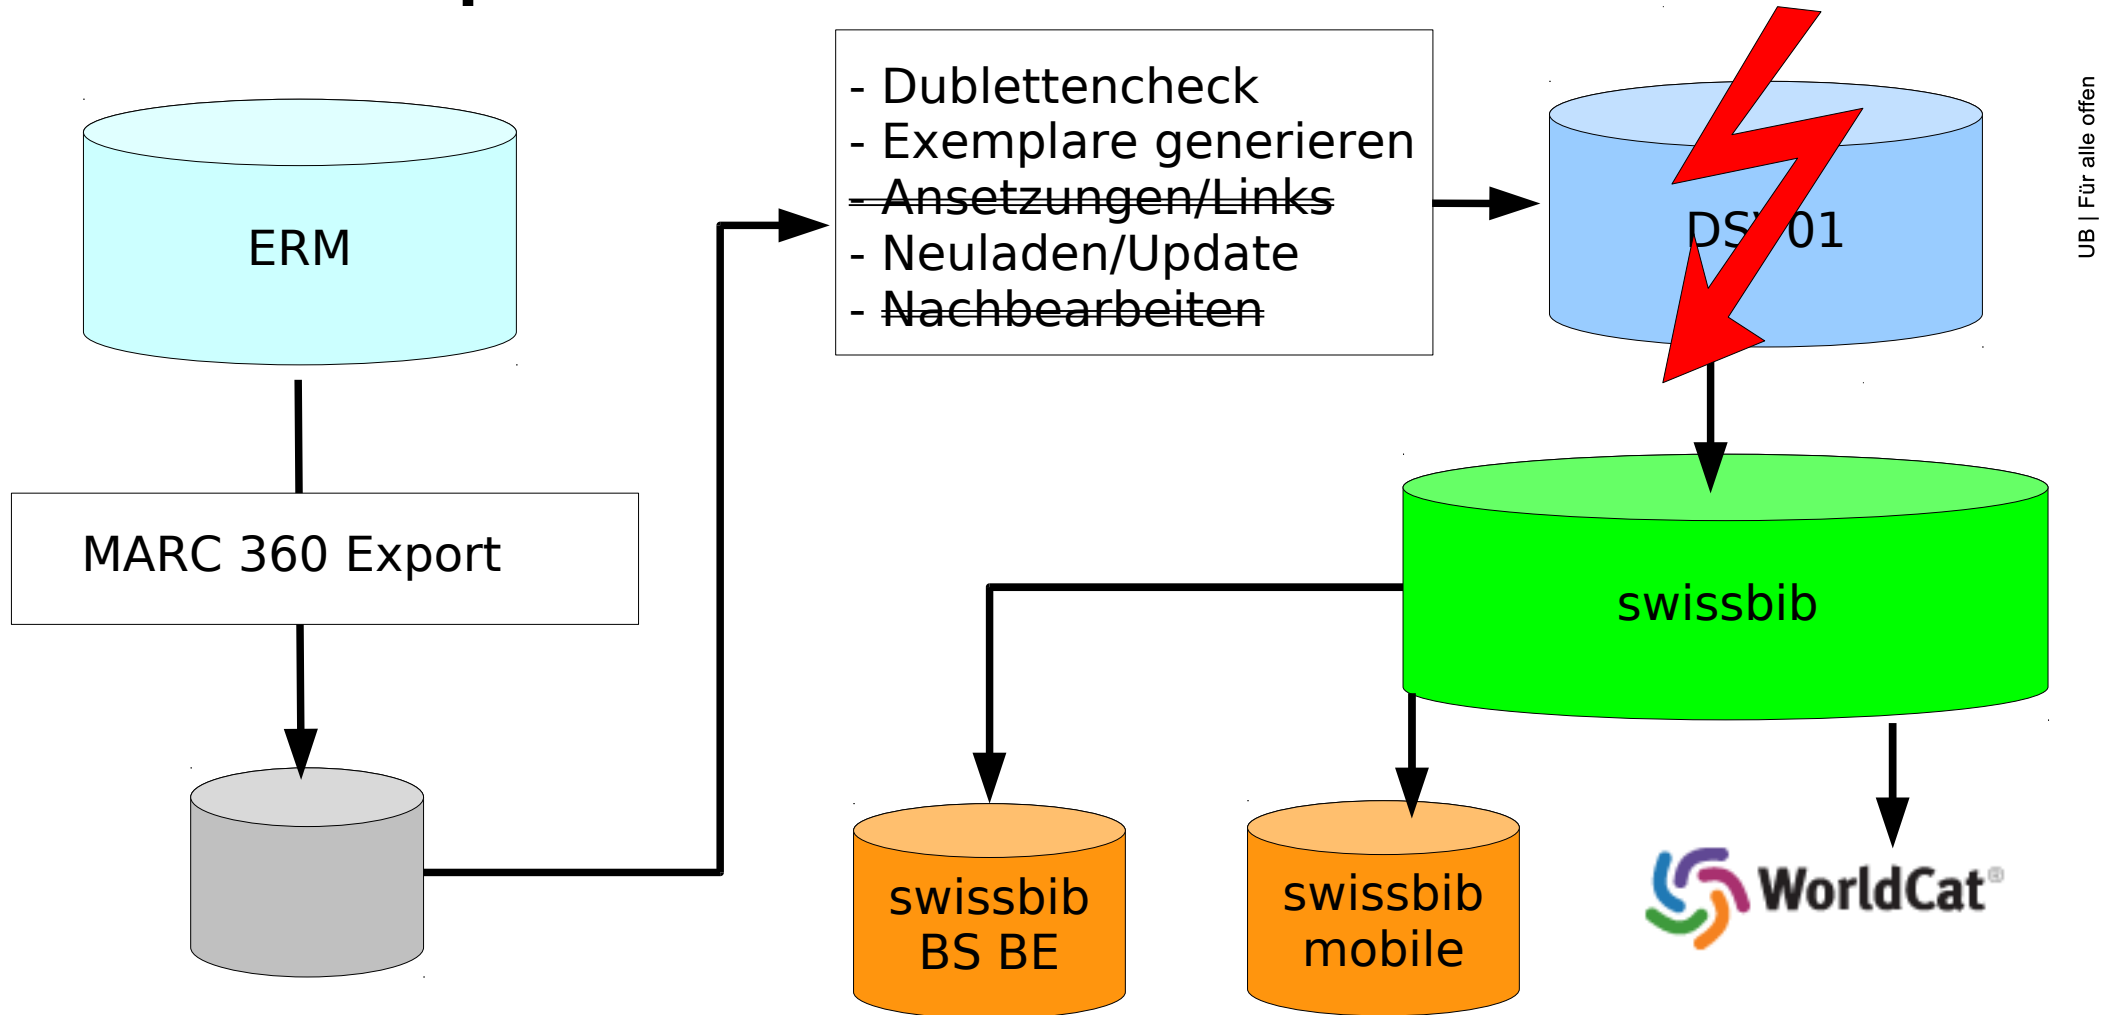 ERM
MARC 360 Export
- Dublettencheck
- Exemplare generieren
- Ansetzungen/Links
- Neuladen/Update
- Nachbearbeiten
swissbib
swissbib
BS BE
swissbib
mobile
WorldCat®
UB | Für alle offen